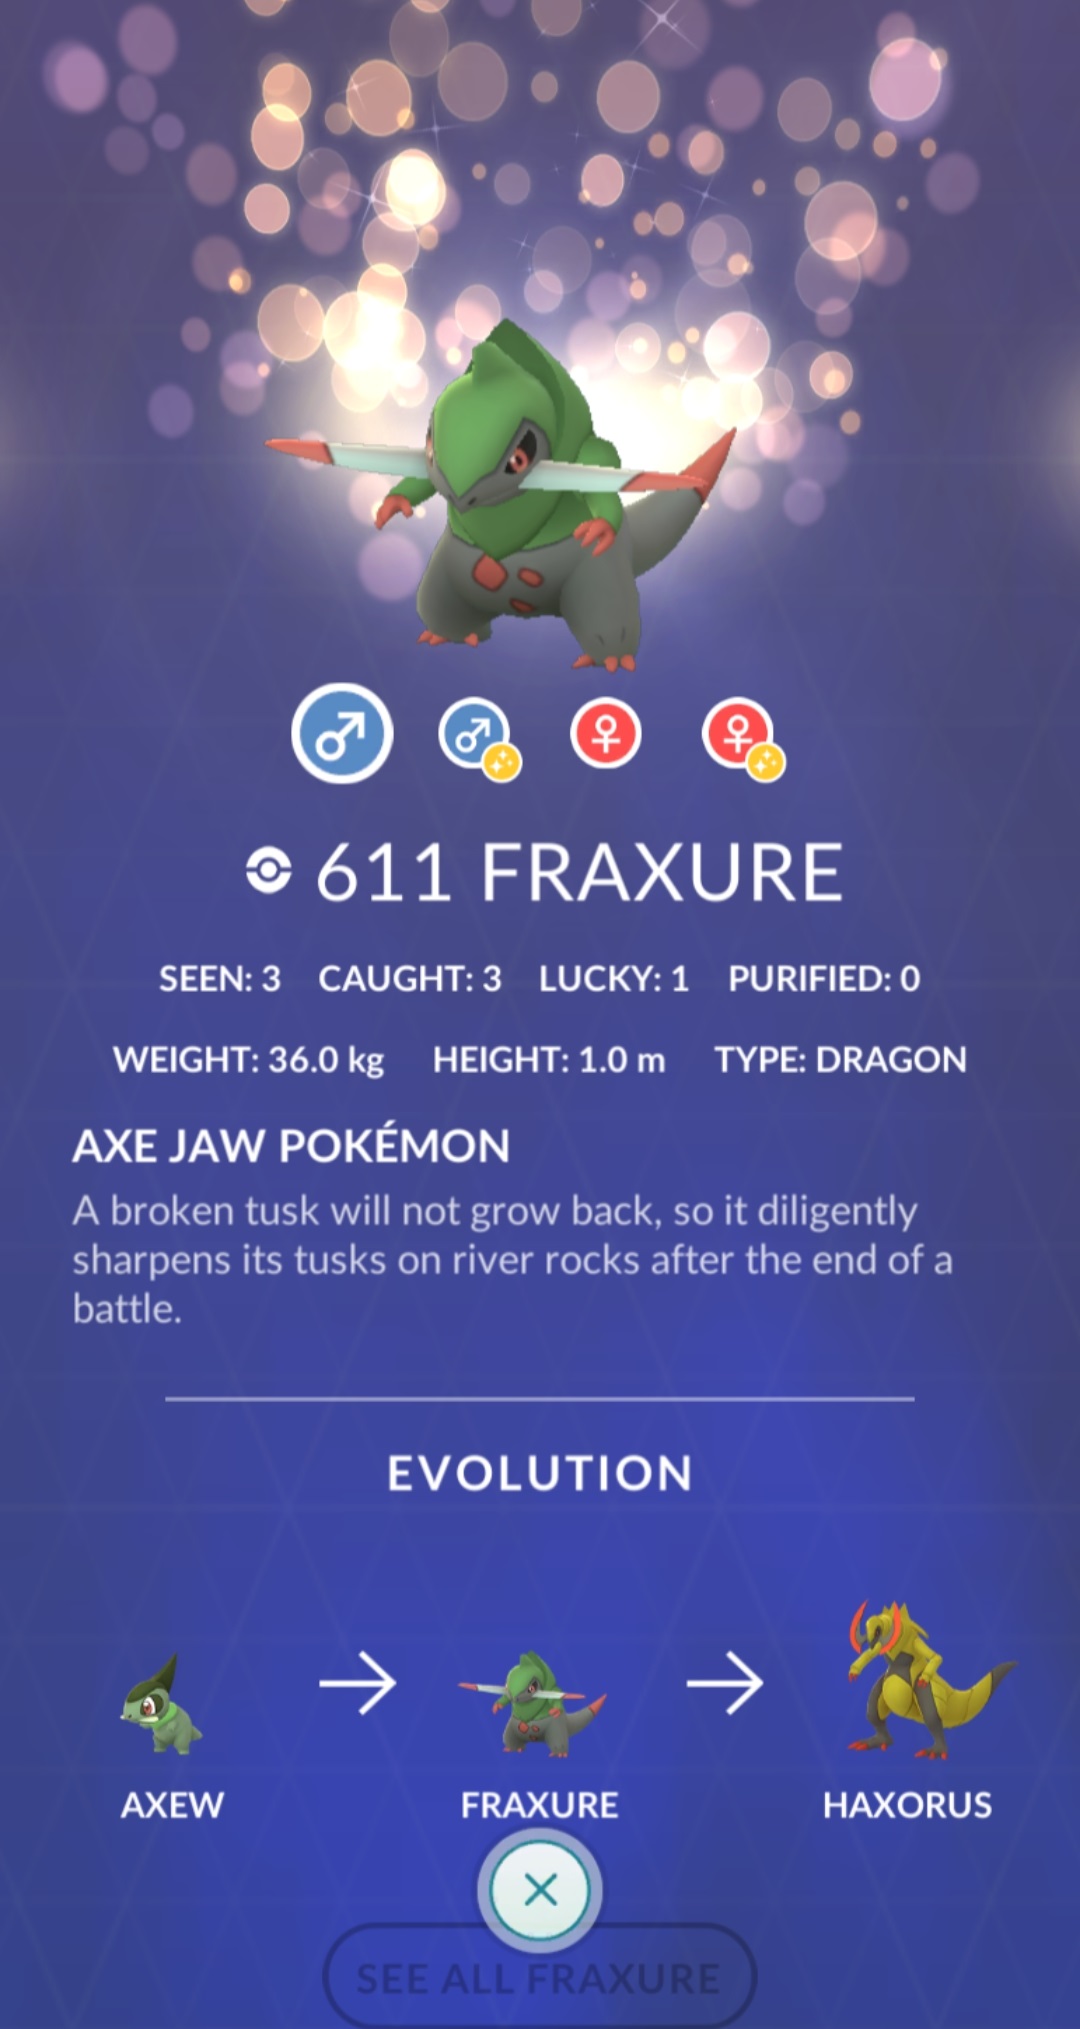 611 FRAXURE
SEEN: 3 CAUGHT: 3 LUCKY: 1 PURIFIED: 0
WEIGHT: 36.0 kg HEIGHT: 1.0 m TYPE: DRAGON
AXE JAW POKÉMON
A broken tusk will not grow back, so it diligently
sharpens its tusks on river rocks after the end of a
battle.
EVOLUTION
AXEW FRAXURE HAXORUS
SEE ALL FRAXURE